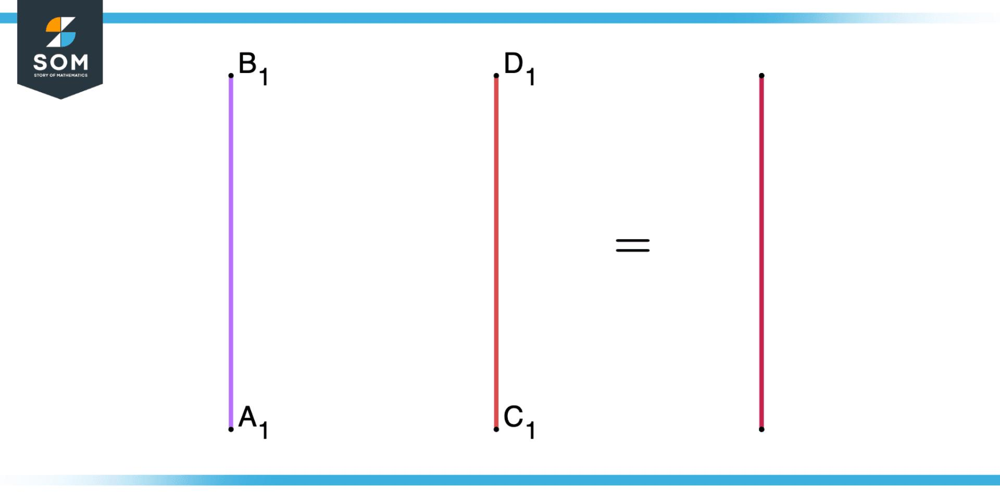 SOM
STORY OF MATHEMATICS
B₁
D₁
=
A₁
C₁